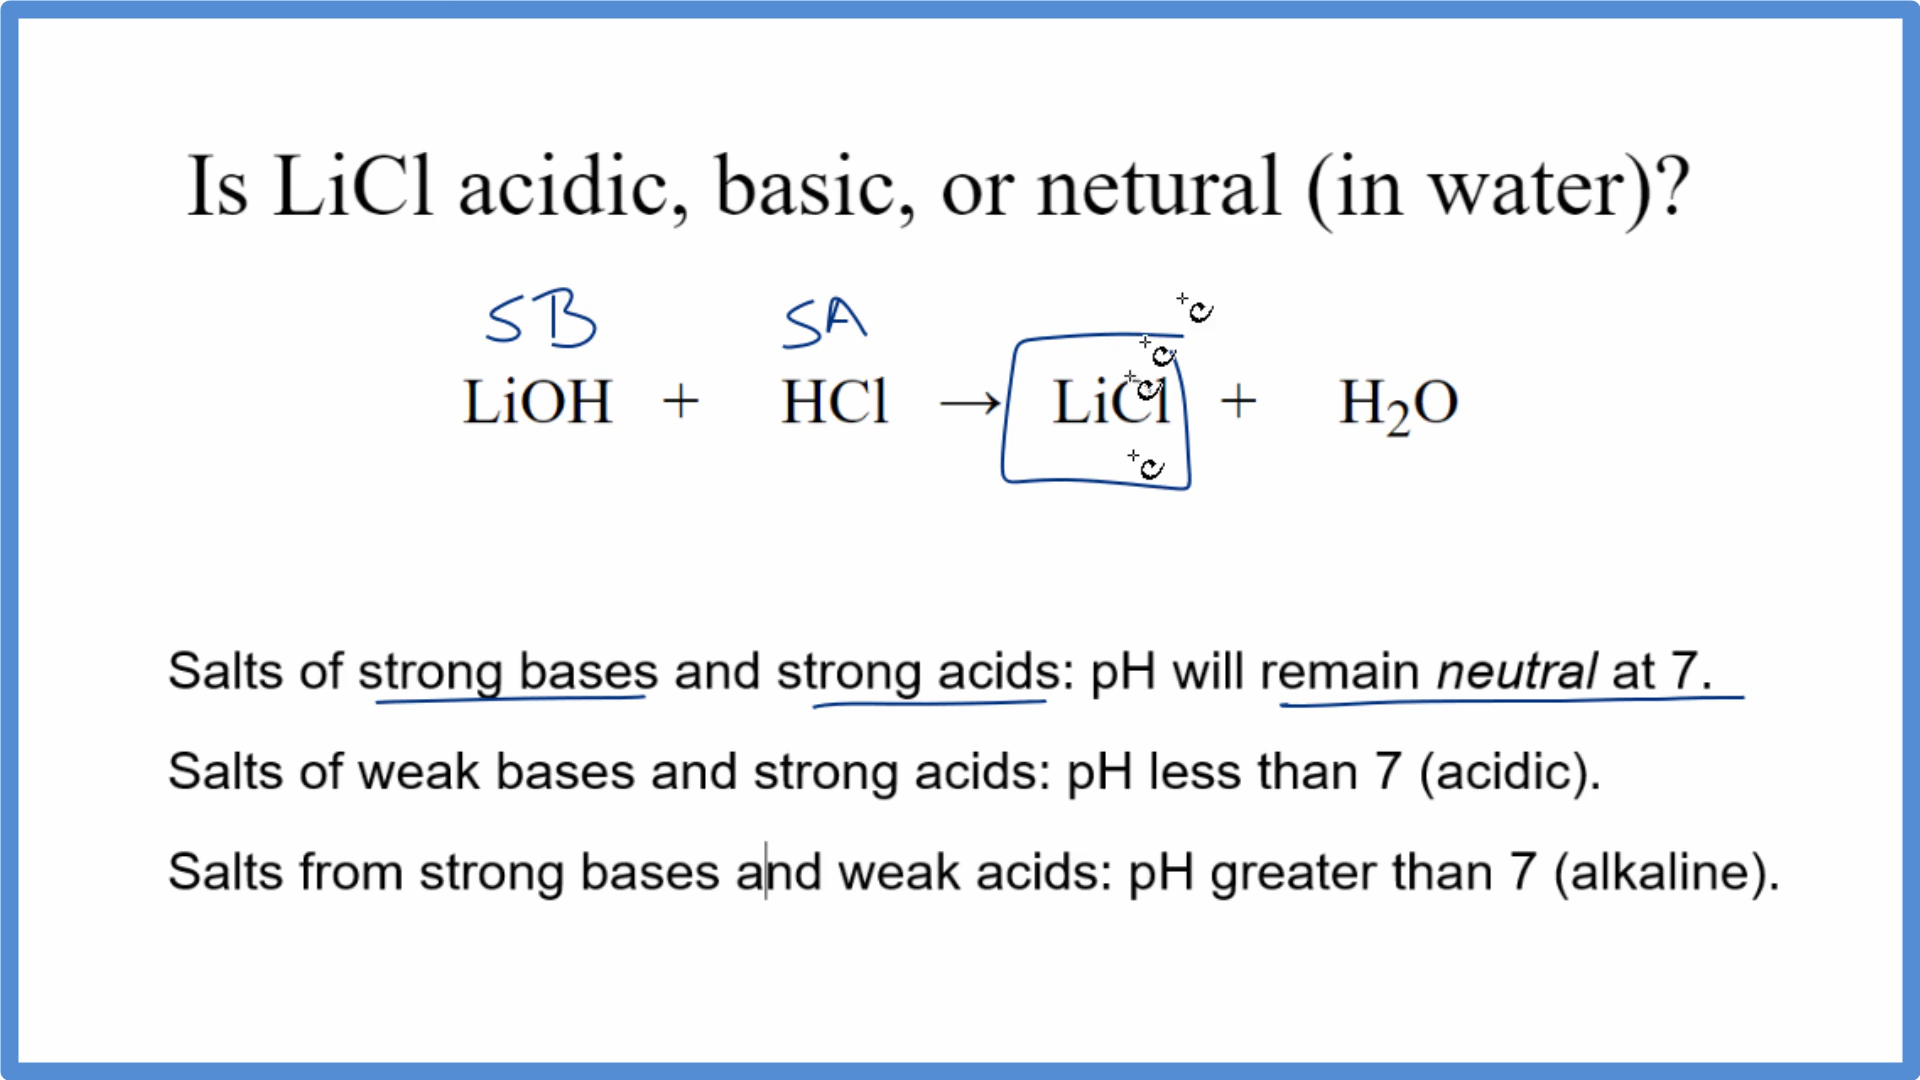 Is LiCl acidic, basic, or netural (in water)?
SB SA
LiOH + HCl → LiCl + H₂O
Salts of strong bases and strong acids: pH will remain neutral at 7.
Salts of weak bases and strong acids: pH less than 7 (acidic).
Salts from strong bases and weak acids: pH greater than 7 (alkaline).